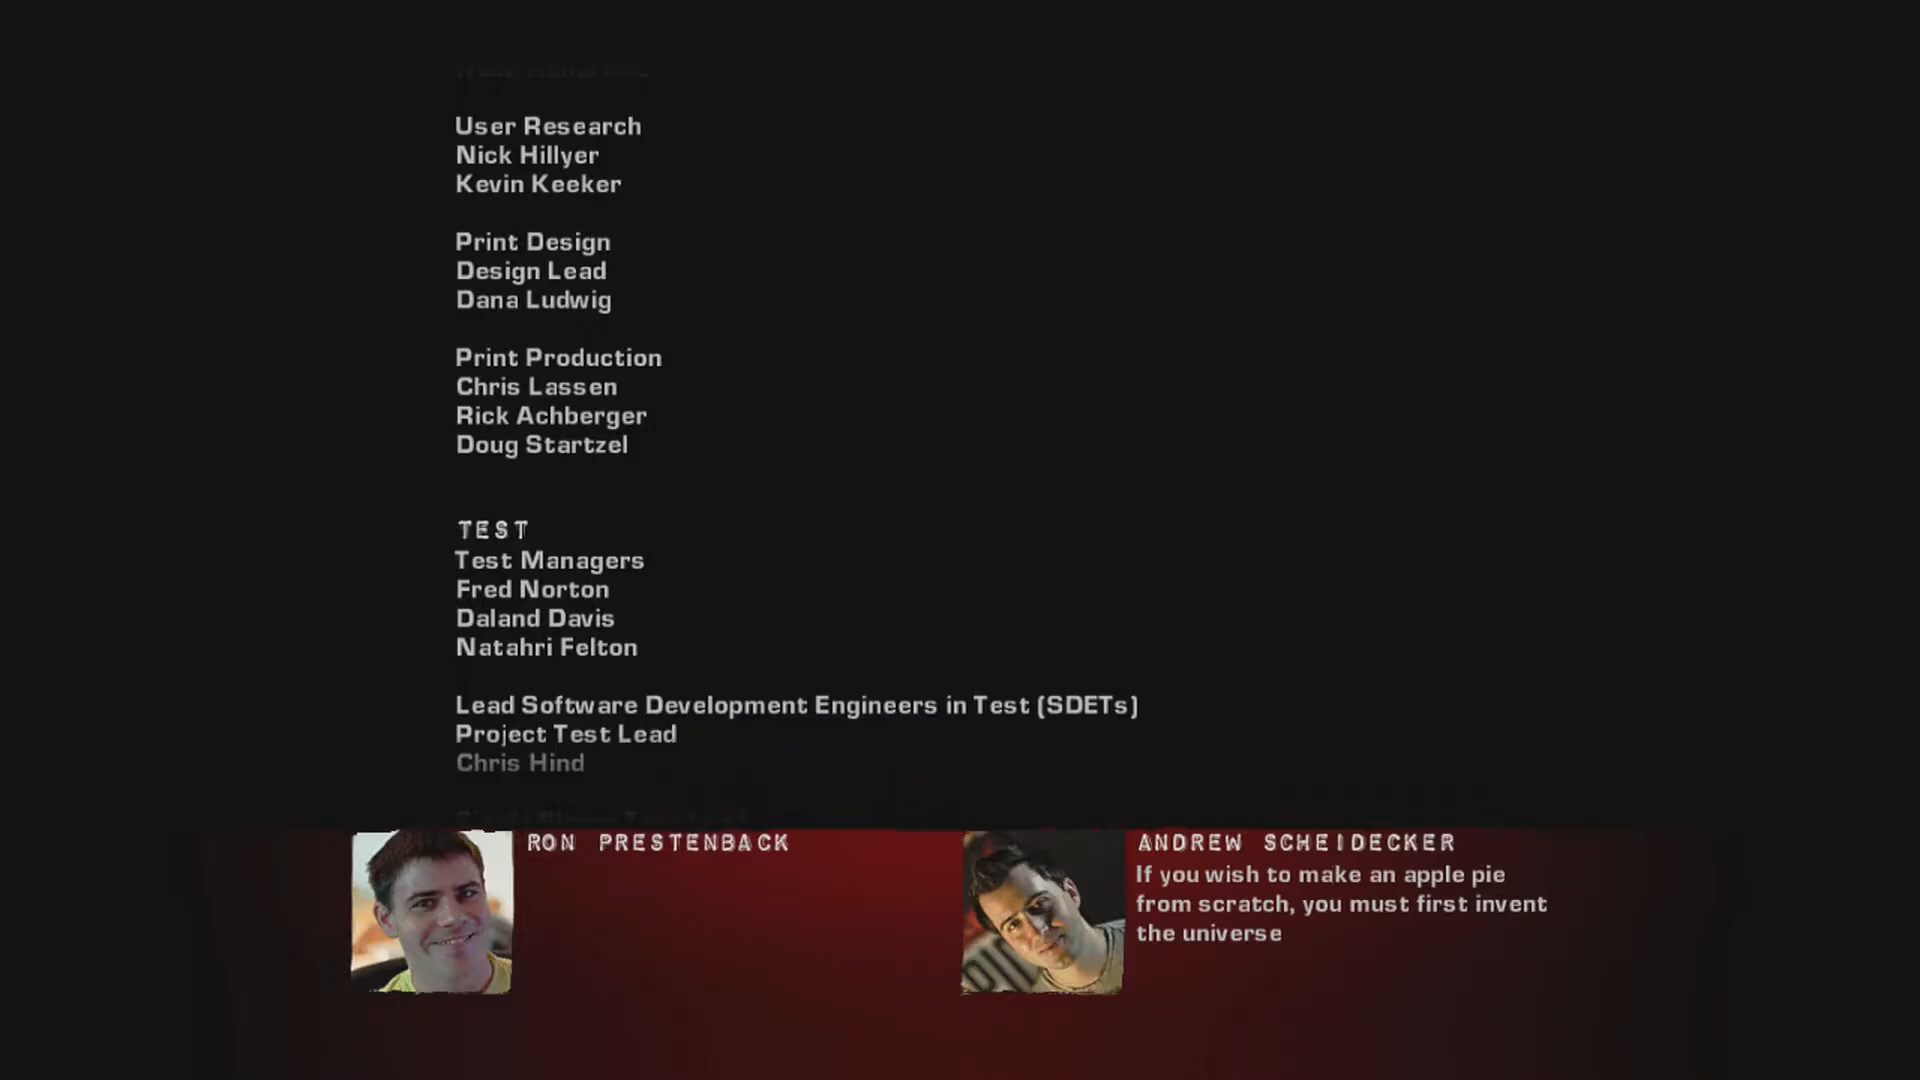 User Research
Nick Hillyer
Kevin Keeker
Print Design
Design Lead
Dana Ludwig
Print Production
Chris Lassen
Rick Achberger
Doug Startzel
TEST
Test Managers
Fred Norton
Daland Davis
Natahri Felton
Lead Software Development Engineers in Test (SDETs)
Project Test Lead
Chris Hind
RON PRESTENBACK
ANDREW SCHEIDECKER
If you wish to make an apple pie
from scratch, you must first invent
the universe